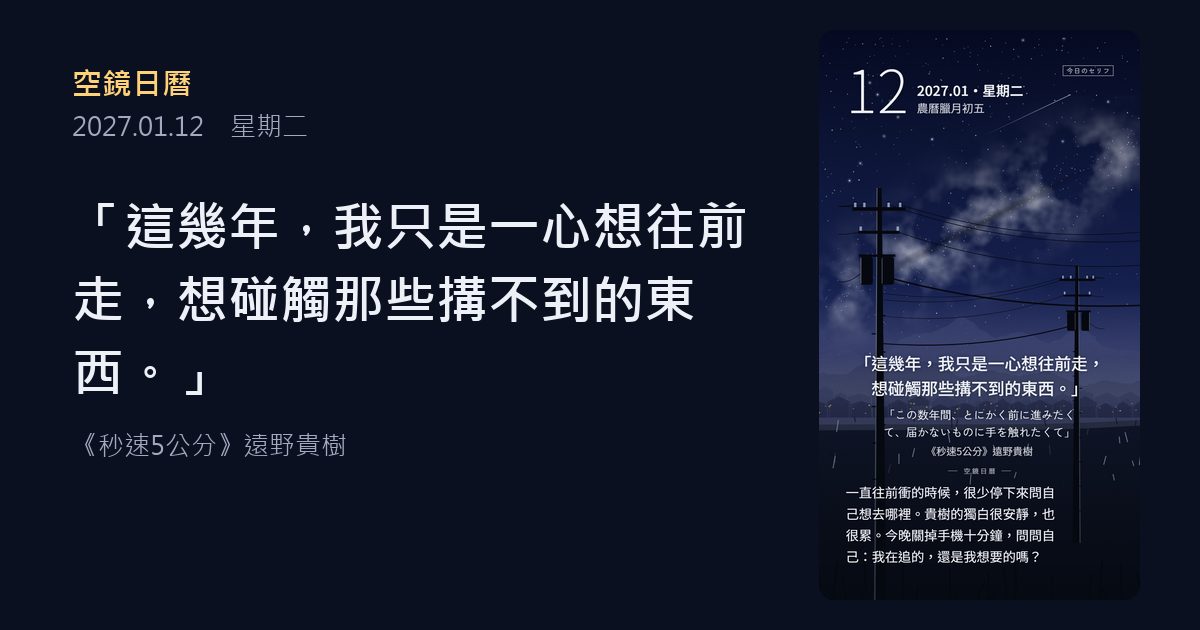 空鏡日曆
2027.01.12 星期二
「這幾年，我只是一心想往前
走，想碰觸那些搆不到的東
西。」
《秒速5公分》遠野貴樹
12
2027.01・星期二
農曆臘月初五
今日のセリフ
「這幾年，我只是一心想往前走，
想碰觸那些搆不到的東西。」
「この数年間、とにかく前に進みたく
て、届かないものに手を触れたくて」
《秒速5公分》遠野貴樹
— 空鏡日曆 —
一直往前衝的時候，很少停下來問自
己想去哪裡。貴樹的獨白很安靜，也
很累。今晚關掉手機十分鐘，問問自
己：我在追的，還是我想要的嗎？